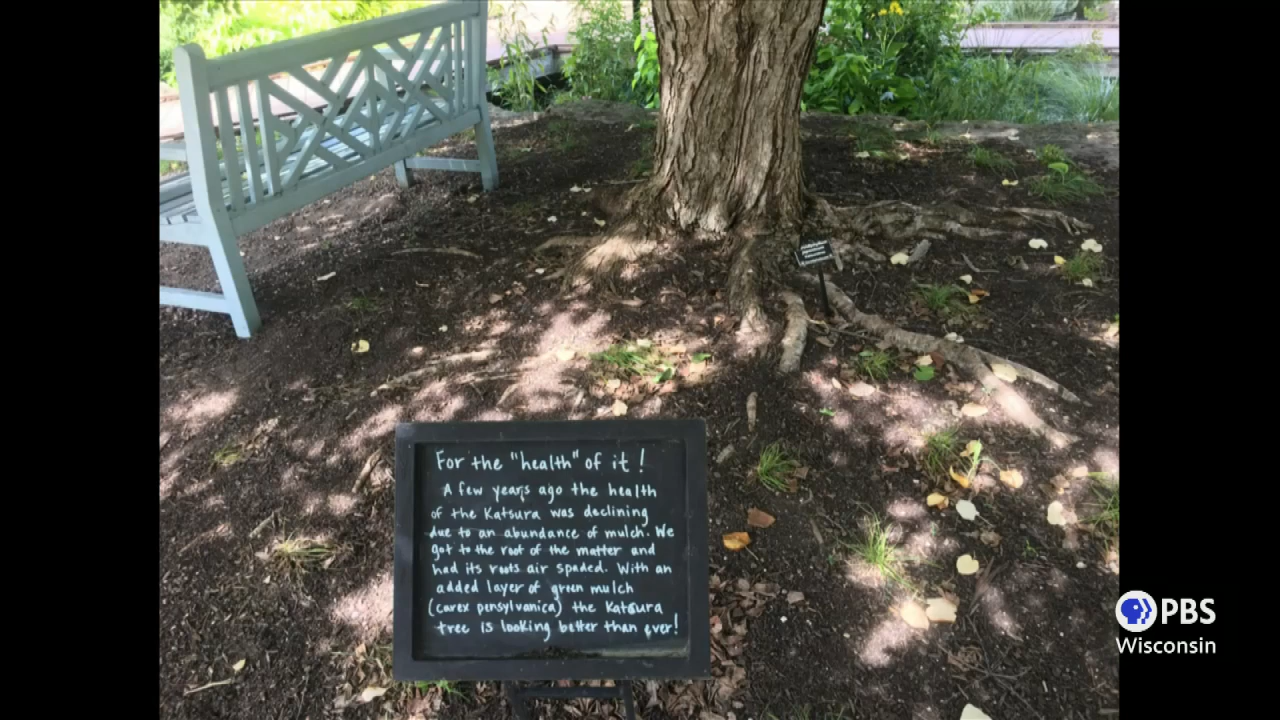 For the "health" of it!
A few years ago the health
of the Katsura was declining
due to an abundance of mulch. We
got to the root of the matter and
had its roots air spaded. With an
added layer of green mulch
(carex pensylvanica) the Katsura
tree is looking better than ever!
PBS
Wisconsin